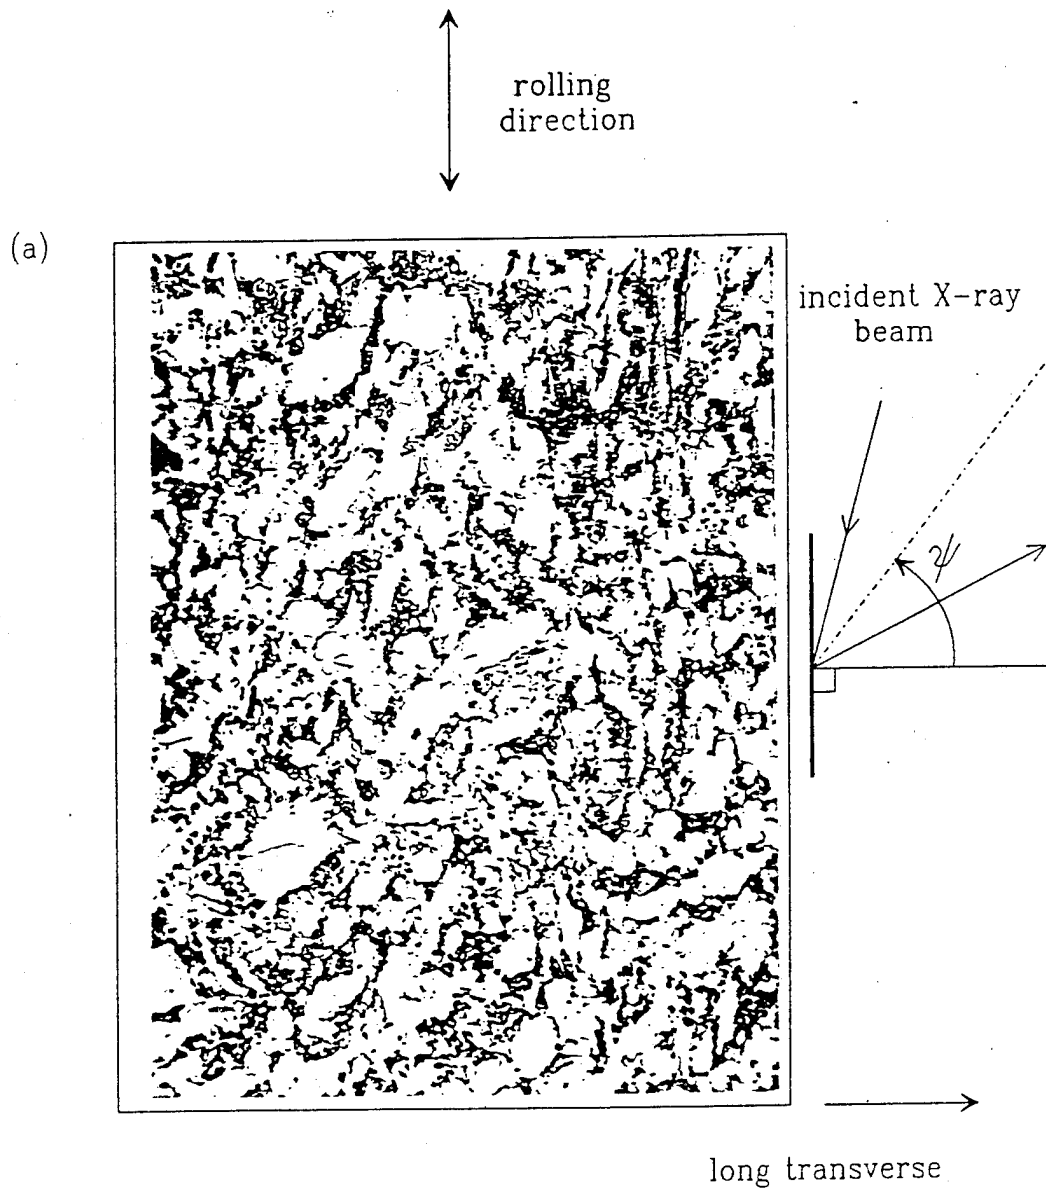 rolling
direction
(a)
incident X-ray
beam
ψ
long transverse